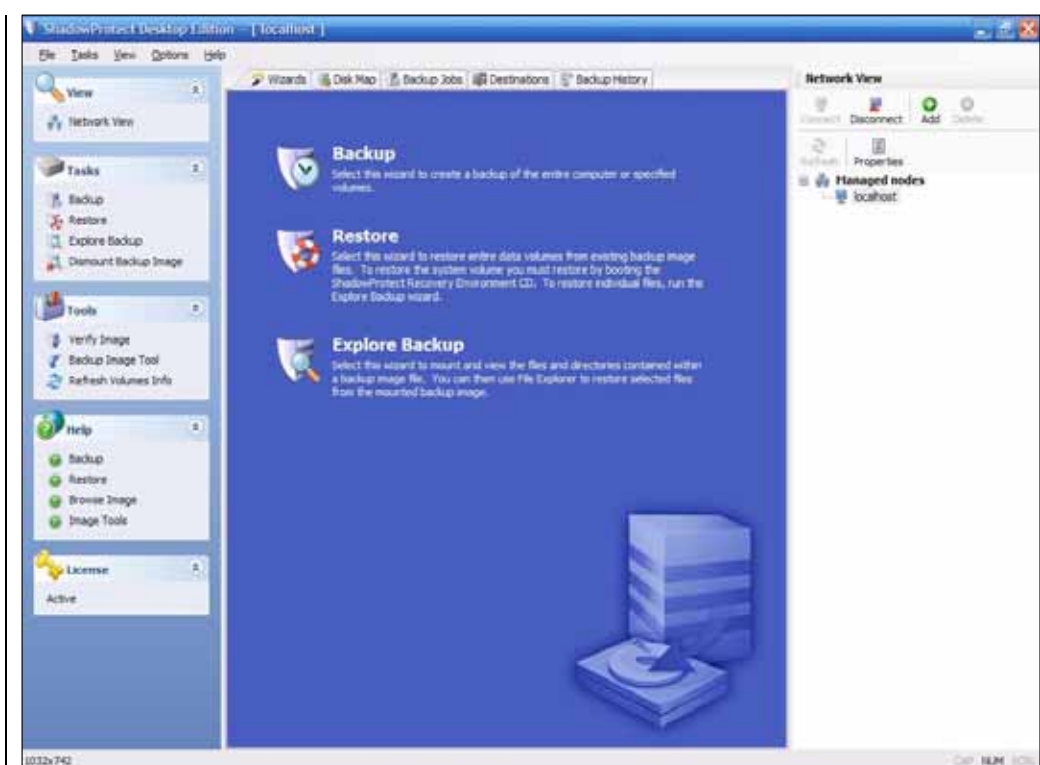 ShadowProtect Desktop Edition -- [ localhost ]
File Tasks View Options Help
View
Network View
Tasks
Backup
Restore
Explore Backup
Dismount Backup Image
Tools
Verify Image
Backup Image Tool
Refresh Volumes Info
Help
Backup
Restore
Browse Image
Image Tools
License
Active
Wizards Disk Map Backup Jobs Destinations Backup History
Backup
Select this wizard to create a backup of the entire computer or specified
volumes.
Restore
Select this wizard to restore entire data volumes from existing backup image
files. To restore the system volume you must restore by booting the
ShadowProtect Recovery Environment CD. To restore individual files, run the
Explore Backup wizard.
Explore Backup
Select this wizard to mount and view the files and directories contained within
a backup image file. You can then use File Explorer to restore selected files
from the mounted backup image.
Network View
Connect Disconnect Add Delete
Refresh Properties
Managed nodes
localhost
1032x742
CAP NUM SCRL